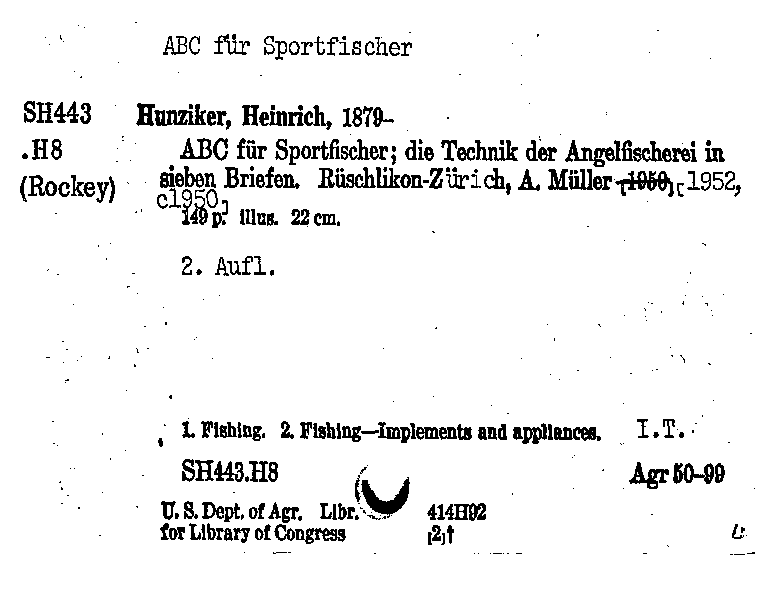 ABC für Sportfischer
SH443 Hunziker, Heinrich, 1879–
.H8 ABC für Sportfischer; die Technik der Angelfischerei in
(Rockey) sieben Briefen. Rüschlikon-Zürich, A. Müller [1950] [1952,
c1950]
149 p. illus. 22 cm.
2. Aufl.
1. Fishing. 2. Fishing—Implements and appliances. I.T.
SH443.H8 Agr 50–99
U. S. Dept. of Agr. Libr. 414H92
for Library of Congress [2]†